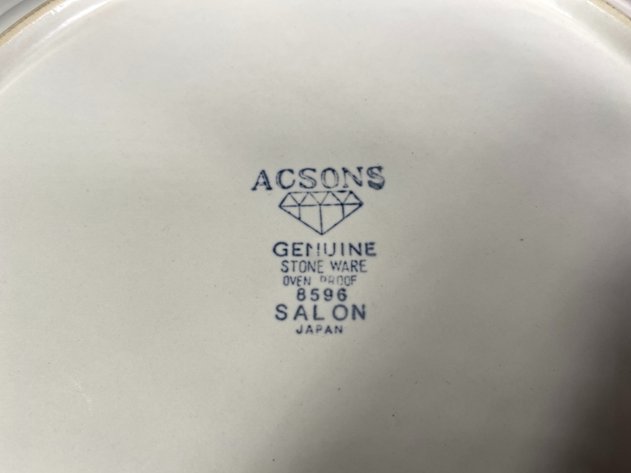 ACSONS
GENUINE
STONE WARE
OVEN PROOF
8596
SALON
JAPAN